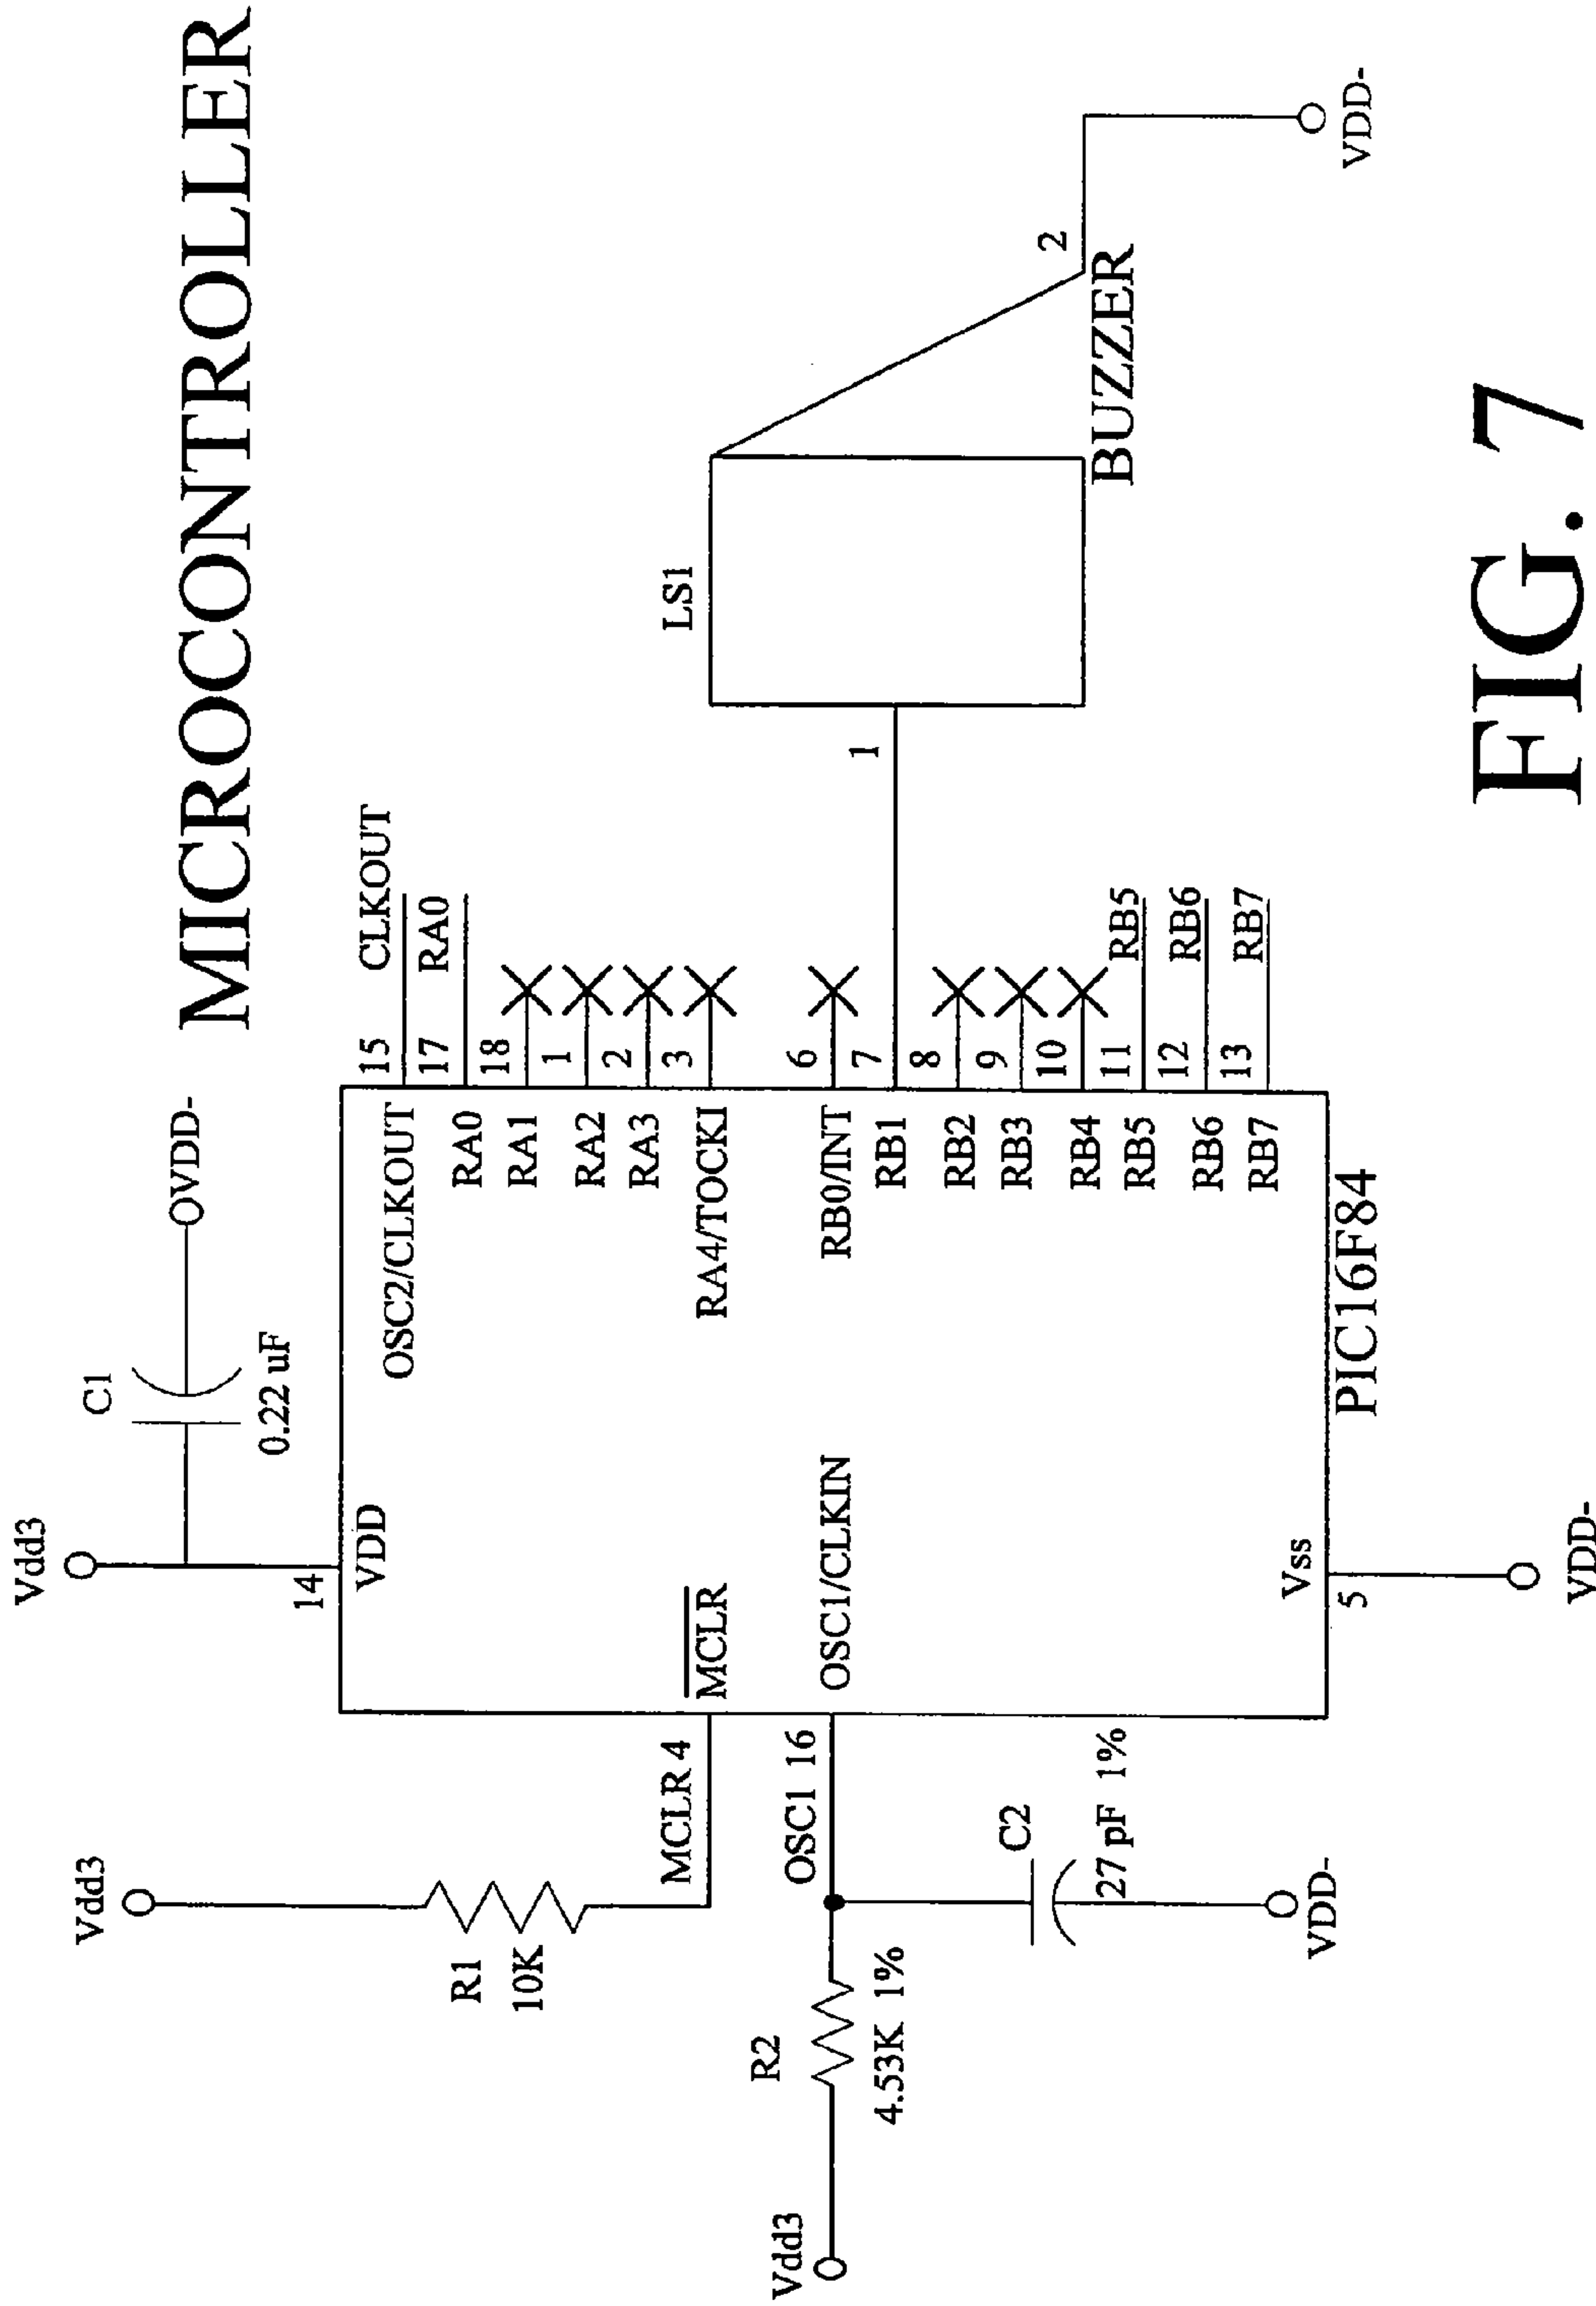 MICROCONTROLLER
Vdd3
C1
VDD-
0.22 uF
14
VDD
Vdd3
R1
10K
MCLR 4
MCLR
OSC2/CLKOUT
15
CLKOUT
RA0
17
RA0
RA1
18
RA2
1
RA3
2
RA4/TOCKI
3
Vdd3
R2
4.53K 1%
OSC1 16
OSC1/CLKIN
C2
27 pF 1%
VDD-
RB0/INT
6
RB1
7
RB2
8
RB3
9
RB4
10
RB5
11
RB5
RB6
12
RB6
RB7
13
RB7
Vss
5
VDD-
PIC16F84
LS1
1
2
BUZZER
VDD-
FIG. 7